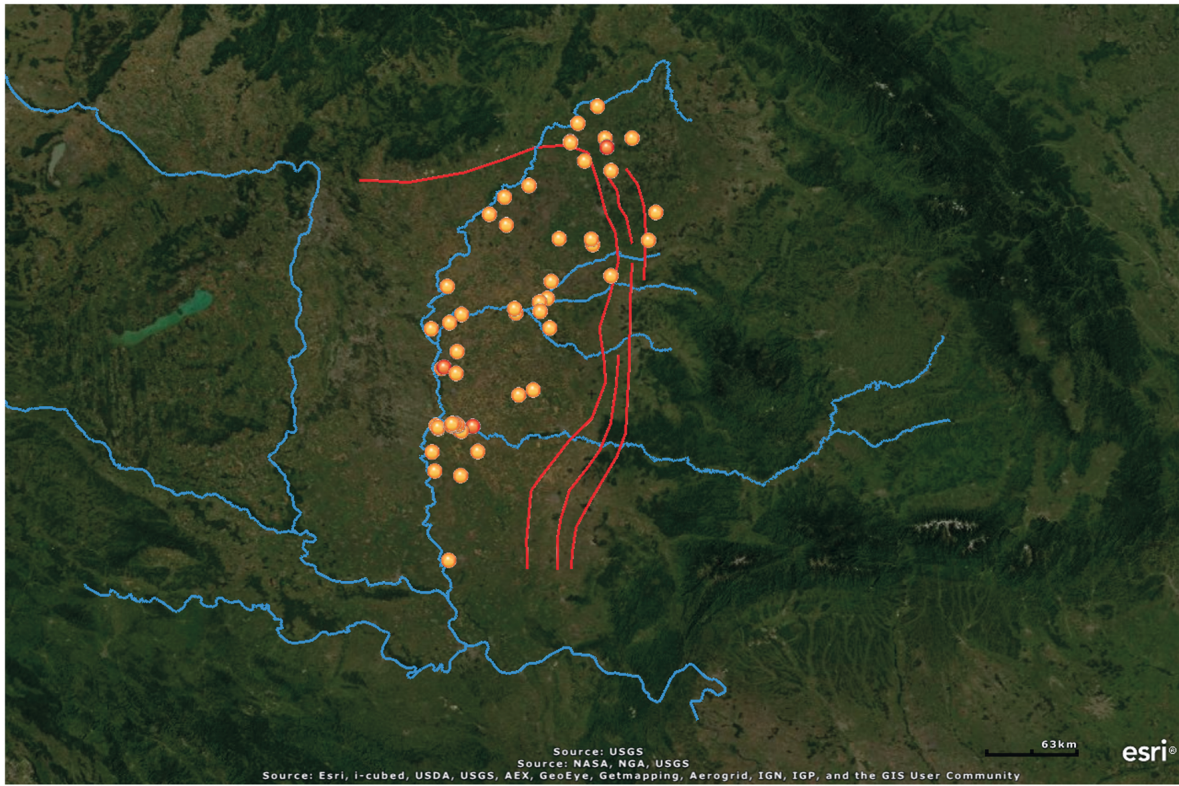 Source: USGS
Source: NASA, NGA, USGS
Source: Esri, i-cubed, USDA, USGS, AEX, GeoEye, Getmapping, Aerogrid, IGN, IGP, and the GIS User Community
63km
esri®